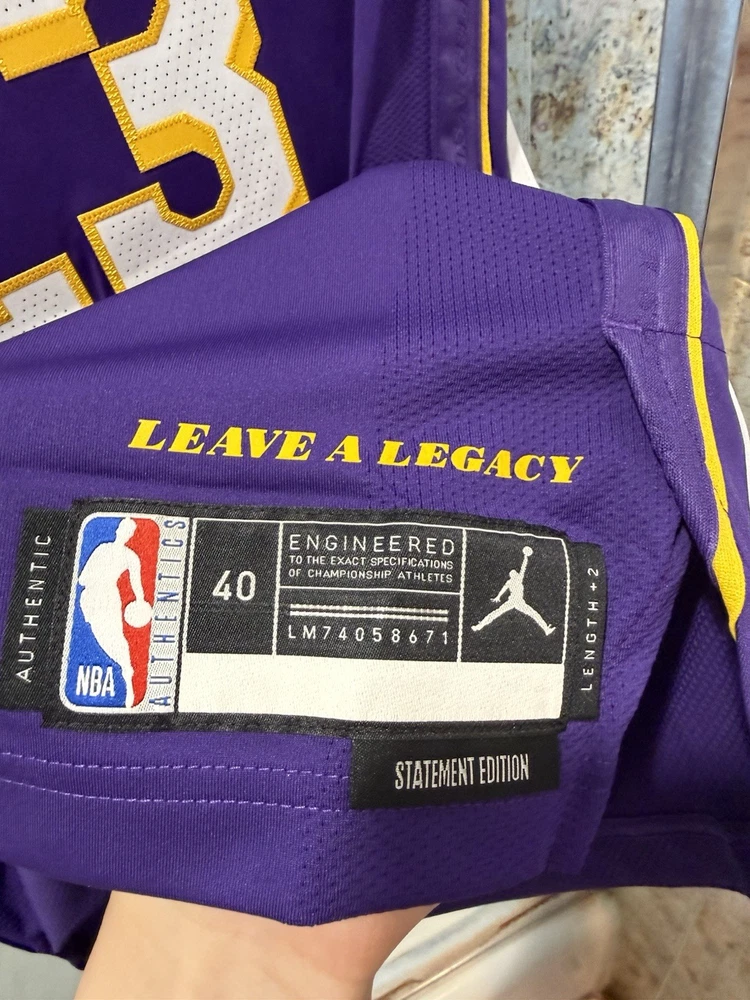 3
LEAVE A LEGACY
AUTHENTIC
NBA
AUTHENTICS
40
ENGINEERED
TO THE EXACT SPECIFICATIONS
OF CHAMPIONSHIP ATHLETES
LM74058671
LENGTH +2
STATEMENT EDITION